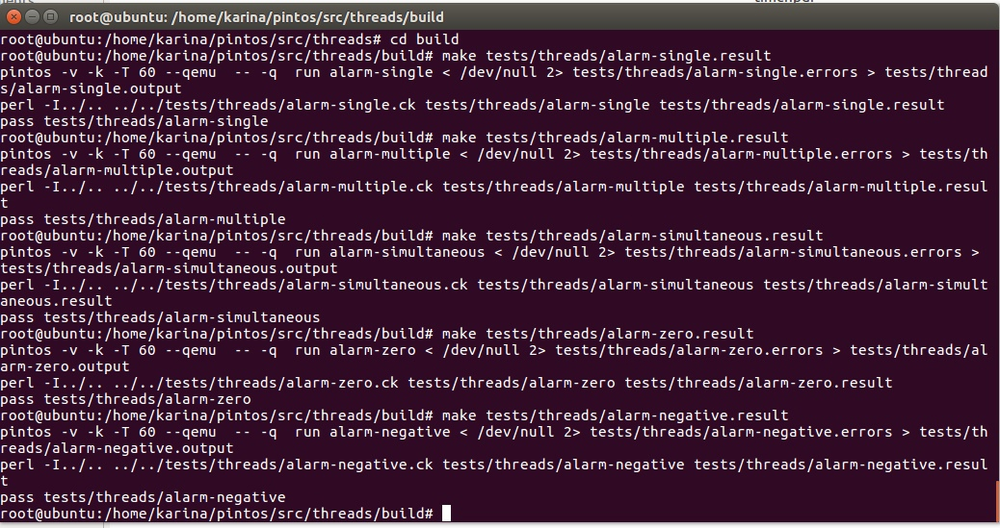 root@ubuntu: /home/karina/pintos/src/threads/build
root@ubuntu:/home/karina/pintos/src/threads# cd build
root@ubuntu:/home/karina/pintos/src/threads/build# make tests/threads/alarm-single.result
pintos -v -k -T 60 --qemu  -- -q  run alarm-single < /dev/null 2> tests/threads/alarm-single.errors > tests/thread
s/alarm-single.output
perl -I../.. ../../tests/threads/alarm-single.ck tests/threads/alarm-single tests/threads/alarm-single.result
pass tests/threads/alarm-single
root@ubuntu:/home/karina/pintos/src/threads/build# make tests/threads/alarm-multiple.result
pintos -v -k -T 60 --qemu  -- -q  run alarm-multiple < /dev/null 2> tests/threads/alarm-multiple.errors > tests/th
reads/alarm-multiple.output
perl -I../.. ../../tests/threads/alarm-multiple.ck tests/threads/alarm-multiple tests/threads/alarm-multiple.resul
t
pass tests/threads/alarm-multiple
root@ubuntu:/home/karina/pintos/src/threads/build# make tests/threads/alarm-simultaneous.result
pintos -v -k -T 60 --qemu  -- -q  run alarm-simultaneous < /dev/null 2> tests/threads/alarm-simultaneous.errors >
tests/threads/alarm-simultaneous.output
perl -I../.. ../../tests/threads/alarm-simultaneous.ck tests/threads/alarm-simultaneous tests/threads/alarm-simult
aneous.result
pass tests/threads/alarm-simultaneous
root@ubuntu:/home/karina/pintos/src/threads/build# make tests/threads/alarm-zero.result
pintos -v -k -T 60 --qemu  -- -q  run alarm-zero < /dev/null 2> tests/threads/alarm-zero.errors > tests/threads/al
arm-zero.output
perl -I../.. ../../tests/threads/alarm-zero.ck tests/threads/alarm-zero tests/threads/alarm-zero.result
pass tests/threads/alarm-zero
root@ubuntu:/home/karina/pintos/src/threads/build# make tests/threads/alarm-negative.result
pintos -v -k -T 60 --qemu  -- -q  run alarm-negative < /dev/null 2> tests/threads/alarm-negative.errors > tests/th
reads/alarm-negative.output
perl -I../.. ../../tests/threads/alarm-negative.ck tests/threads/alarm-negative tests/threads/alarm-negative.resul
t
pass tests/threads/alarm-negative
root@ubuntu:/home/karina/pintos/src/threads/build#